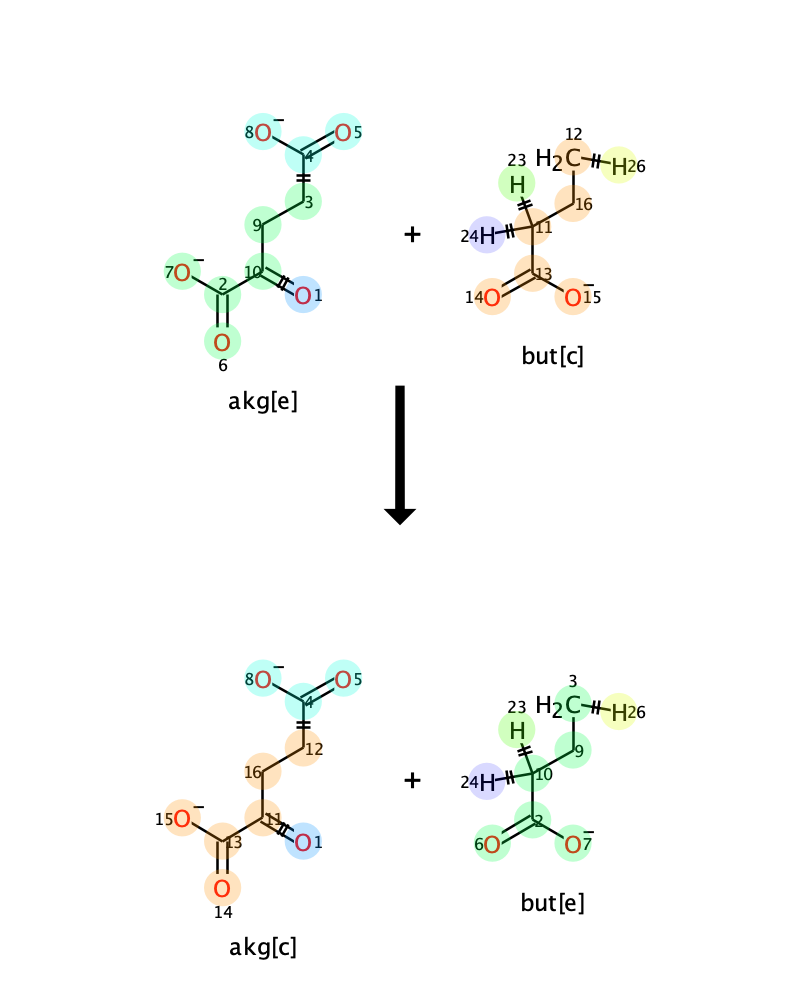 8O− O5
4
3
9
7O− 2 10 O1
O
6
akg[e]
+
12
23 H2C H26
H 16
24H 11
13
14O O−15
but[c]
8O− O5
4
12
16
15O− 13 11 O1
O
14
akg[c]
+
3
23 H2C H26
H 9
24H 10
2
6O O−7
but[e]